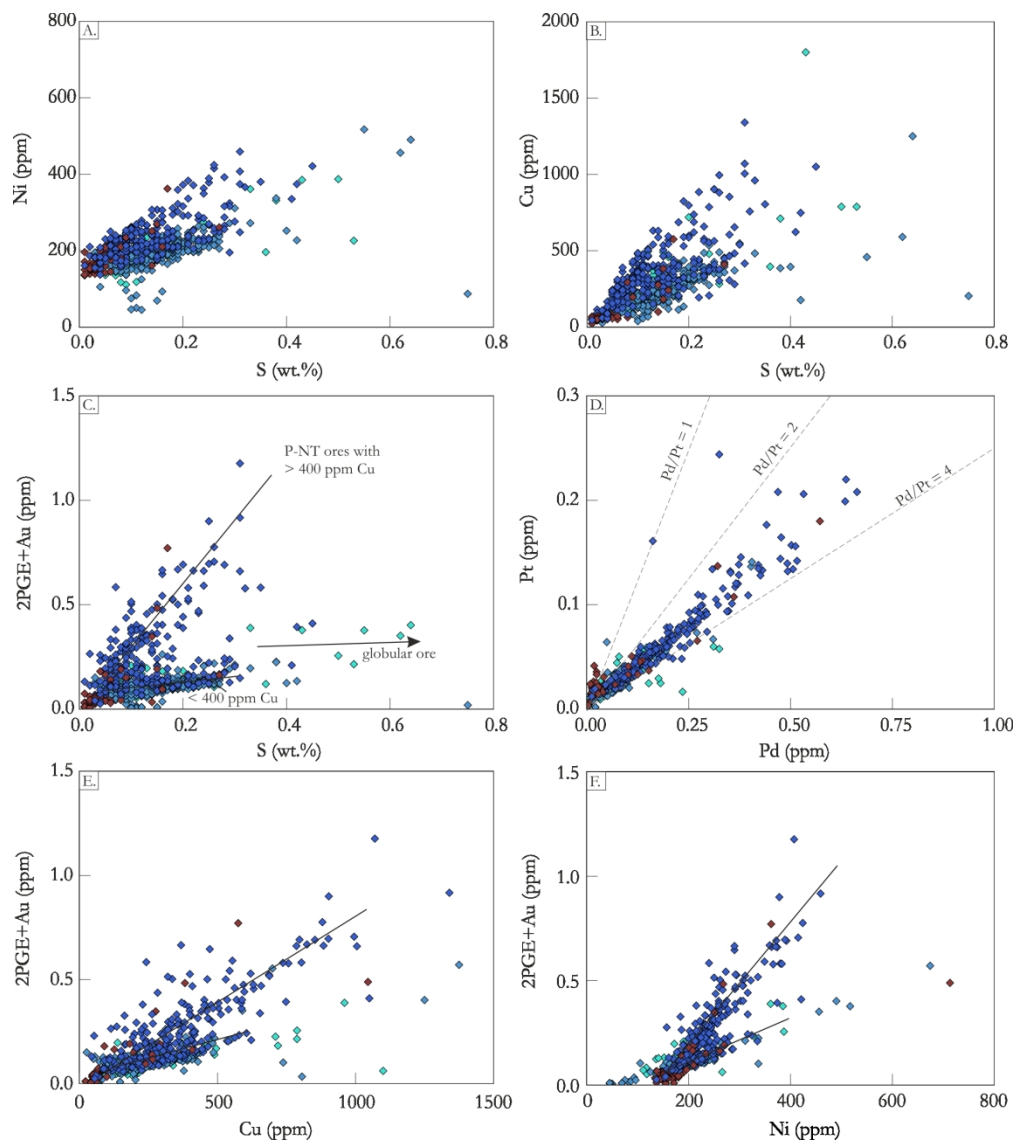 A.
800
600
400
200
0
Ni (ppm)
0.0
0.2
0.4
0.6
0.8
S (wt.%)
B.
2000
1500
1000
500
0
Cu (ppm)
0.0
0.2
0.4
0.6
0.8
S (wt.%)
C.
1.5
1.0
0.5
0.0
2PGE+Au (ppm)
P-NT ores with
> 400 ppm Cu
globular ore
< 400 ppm Cu
0.0
0.2
0.4
0.6
0.8
S (wt.%)
D.
0.3
0.2
0.1
0.0
Pt (ppm)
Pd/Pt = 1
Pd/Pt = 2
Pd/Pt = 4
0.00
0.25
0.50
0.75
1.00
Pd (ppm)
E.
1.5
1.0
0.5
0.0
2PGE+Au (ppm)
0
500
1000
1500
Cu (ppm)
F.
1.5
1.0
0.5
0.0
2PGE+Au (ppm)
0
200
400
600
800
Ni (ppm)